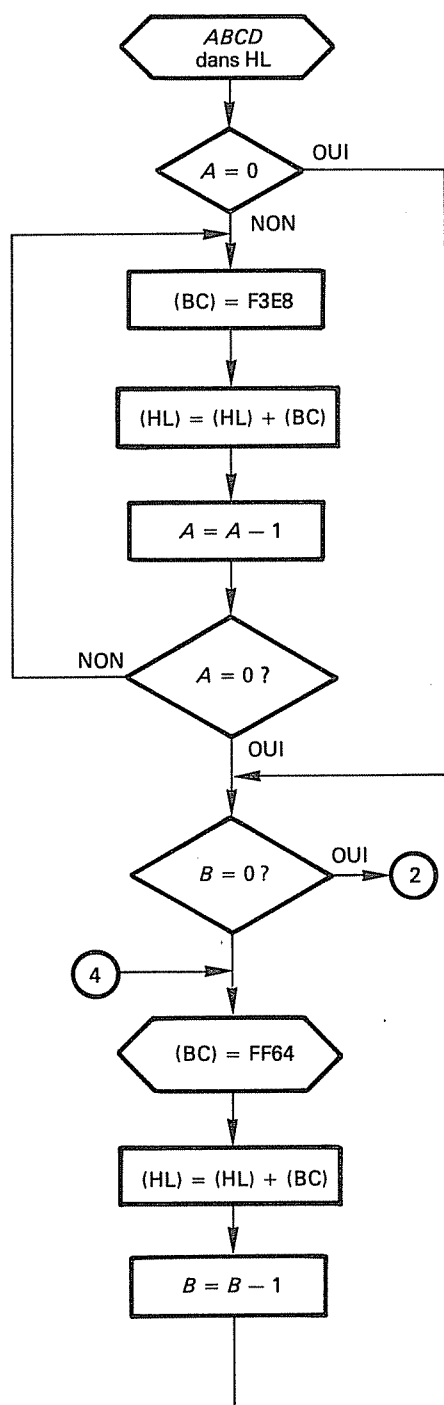 ABCD
dans HL
A = 0
OUI
NON
(BC) = F3E8
(HL) = (HL) + (BC)
A = A – 1
NON
A = 0 ?
OUI
B = 0 ?
OUI
2
4
(BC) = FF64
(HL) = (HL) + (BC)
B = B – 1